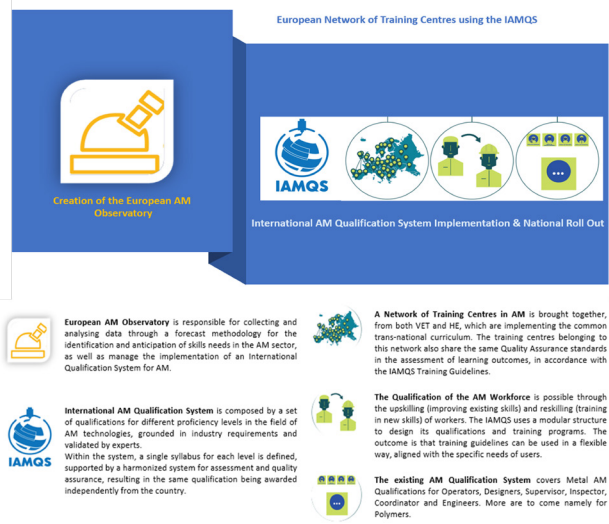 European Network of Training Centres using the IAMQS
IAMQS
Creation of the European AM
Observatory
International AM Qualification System Implementation & National Roll Out
European AM Observatory is responsible for collecting and
analysing data through a forecast methodology for the
identification and anticipation of skills needs in the AM sector,
as well as manage the implementation of an International
Qualification System for AM.
IAMQS
International AM Qualification System is composed by a set
of qualifications for different proficiency levels in the field of
AM technologies, grounded in industry requirements and
validated by experts.
Within the system, a single syllabus for each level is defined,
supported by a harmonized system for assessment and quality
assurance, resulting in the same qualification being awarded
independently from the country.
A Network of Training Centres in AM is brought together,
from both VET and HE, which are implementing the common
trans-national curriculum. The training centres belonging to
this network also share the same Quality Assurance standards
in the assessment of learning outcomes, in accordance with
the IAMQS Training Guidelines.
The Qualification of the AM Workforce is possible through
the upskilling (improving existing skills) and reskilling (training
in new skills) of workers. The IAMQS uses a modular structure
to design its qualifications and training programs. The
outcome is that training guidelines can be used in a flexible
way, aligned with the specific needs of users.
The existing AM Qualification System covers Metal AM
Qualifications for Operators, Designers, Supervisor, Inspector,
Coordinator and Engineers. More are to come namely for
Polymers.